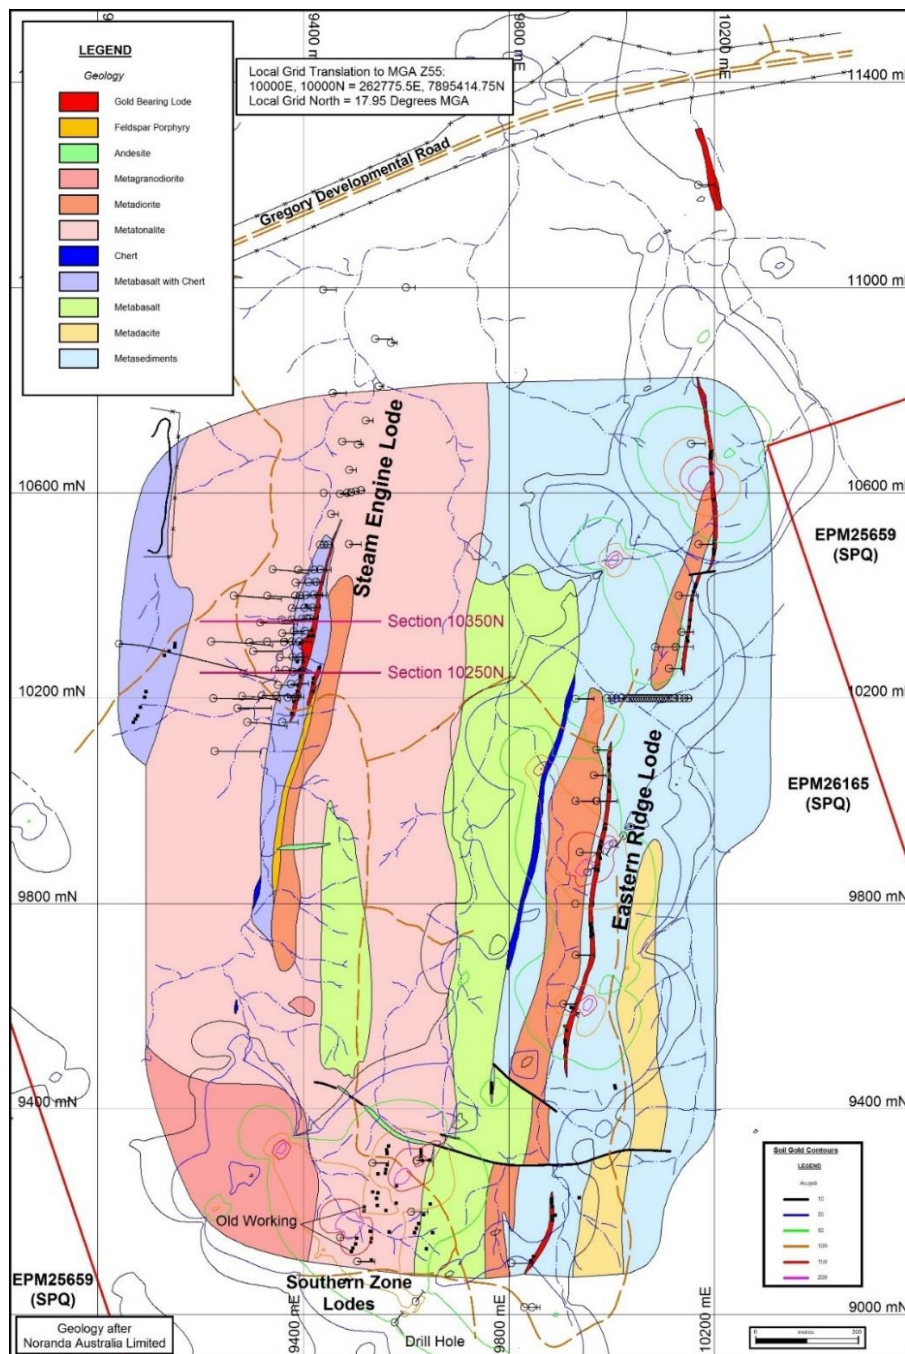 LEGEND
Geology
Gold Bearing Lode
Feldspar Porphyry
Andesite
Metagranodiorite
Metadiorite
Metatonalite
Chert
Metabasalt with Chert
Metabasalt
Metadacite
Metasediments
9400 mE
9800 mE
10200 mE
Local Grid Translation to MGA Z55:
10000E, 10000N = 262775.5E, 7895414.75N
Local Grid North = 17.95 Degrees MGA
11400 mN
Gregory Developmental Road
11000 mN
Steam Engine Lode
10600 mN
10600 mN
EPM25659
(SPQ)
Section 10350N
Section 10250N
10200 mN
10200 mN
EPM26165
(SPQ)
Eastern Ridge Lode
9800 mN
9800 mN
9400 mN
9400 mN
Soil Gold Contours
LEGEND
10
20
Old Working
EPM25659
(SPQ)
Southern Zone
Lodes
Geology after
Noranda Australia Limited
9400 mE
Drill Hole
9800 mE
10200 mE
9000 mN
0
200